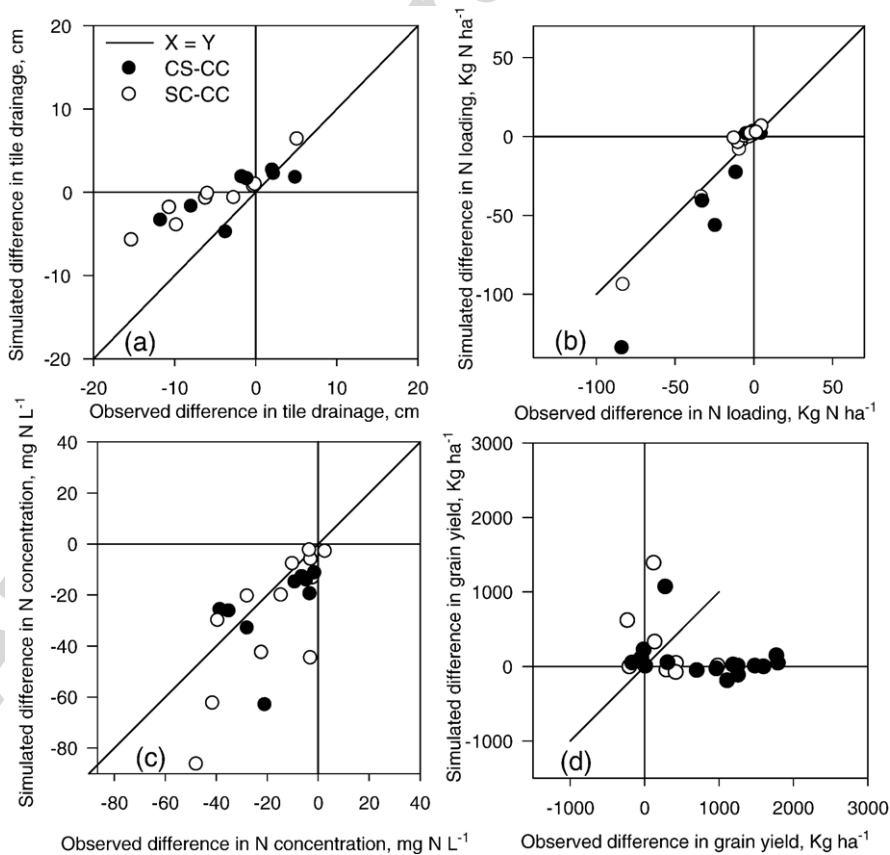 Simulated difference in tile drainage, cm
20
10
0
-10
-20
X = Y
CS-CC
SC-CC
(a)
-20
-10
0
10
20
Observed difference in tile drainage, cm
Simulated difference in N loading, Kg N ha-1
50
0
-50
-100
(b)
-100
-50
0
50
Observed difference in N loading, Kg N ha-1
Simulated difference in N concentration, mg N L-1
40
20
0
-20
-40
-60
-80
(c)
-80
-60
-40
-20
0
20
40
Observed difference in N concentration, mg N L-1
Simulated difference in grain yield, Kg ha-1
3000
2000
1000
0
-1000
(d)
-1000
0
1000
2000
3000
Observed difference in grain yield, Kg ha-1